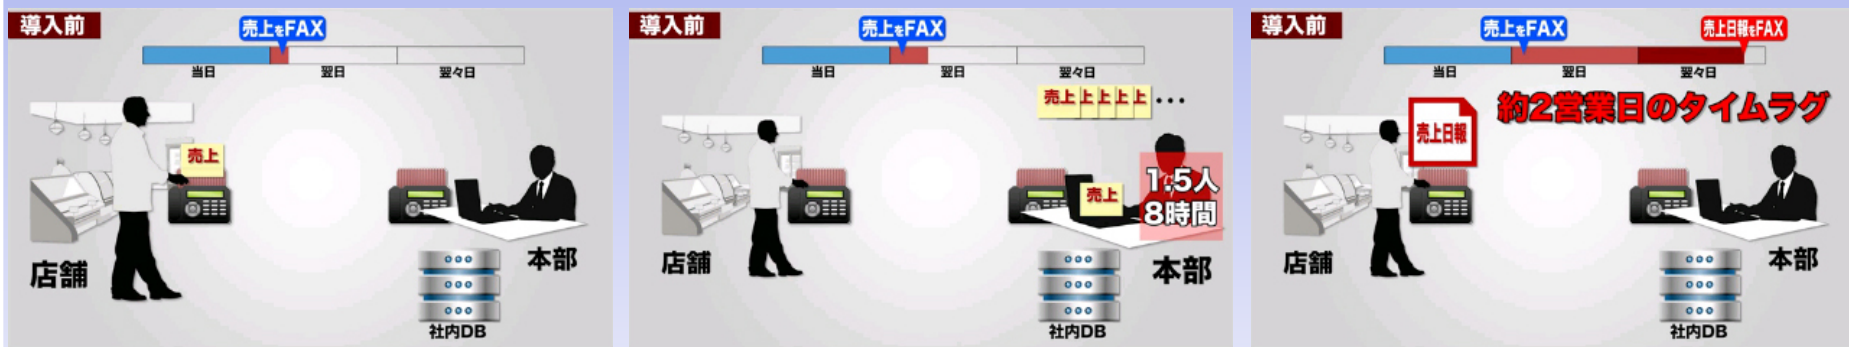 導入前
売上をFAX
当日
翌日
翌々日
売上
店舗
本部
社内DB
導入前
売上をFAX
当日
翌日
翌々日
売上上上上上…
売上
1.5人
8時間
店舗
本部
社内DB
導入前
売上をFAX
売上日報をFAX
当日
翌日
翌々日
約2営業日のタイムラグ
売上日報
店舗
本部
社内DB